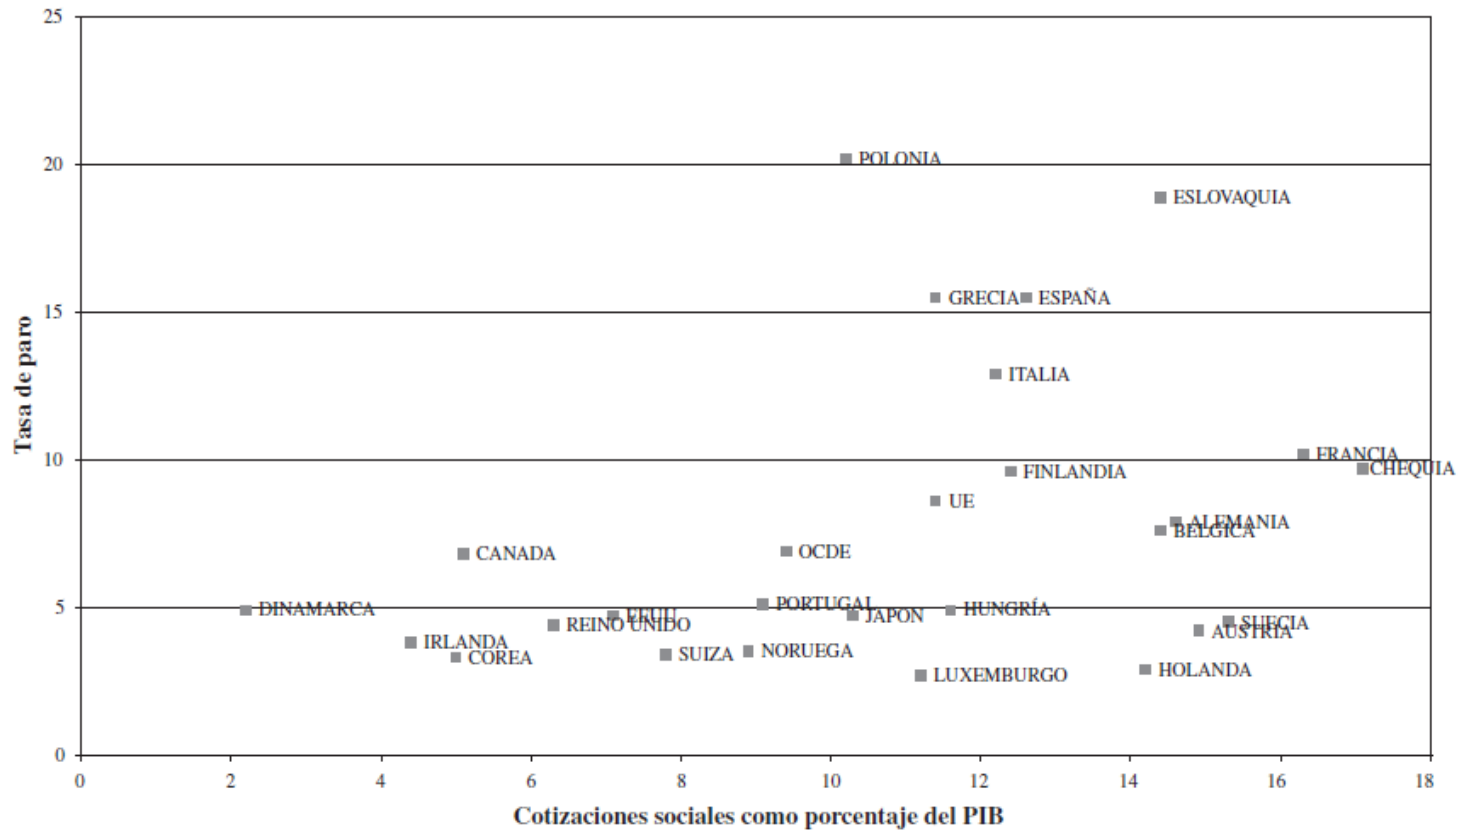 25
20
15
10
5
0
Tasa de paro
POLONIA
ESLOVAQUIA
GRECIA
ESPAÑA
ITALIA
FRANCIA
CHEQUIA
FINLANDIA
UE
ALEMANIA
BELGICA
CANADA
OCDE
DINAMARCA
PORTUGAL
HUNGRÍA
EEUU
JAPON
REINO UNIDO
SUECIA
AUSTRIA
IRLANDA
COREA
SUIZA
NORUEGA
LUXEMBURGO
HOLANDA
0 2 4 6 8 10 12 14 16 18
Cotizaciones sociales como porcentaje del PIB